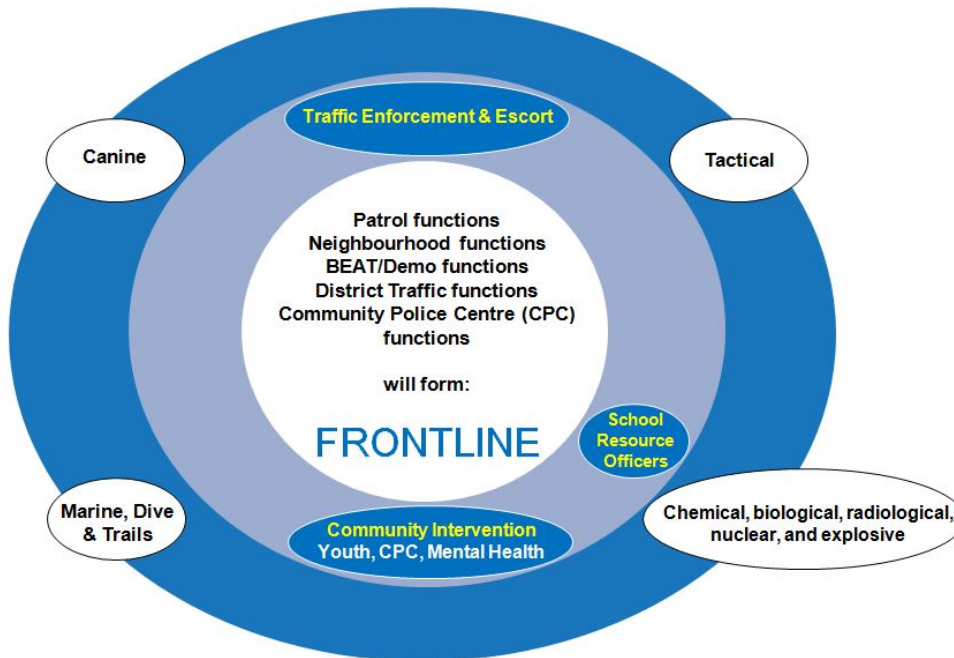 Traffic Enforcement & Escort
Canine
Tactical
Patrol functions
Neighbourhood functions
BEAT/Demo functions
District Traffic functions
Community Police Centre (CPC)
functions
will form:
FRONTLINE
School
Resource
Officers
Marine, Dive
& Trails
Community Intervention
Youth, CPC, Mental Health
Chemical, biological, radiological,
nuclear, and explosive